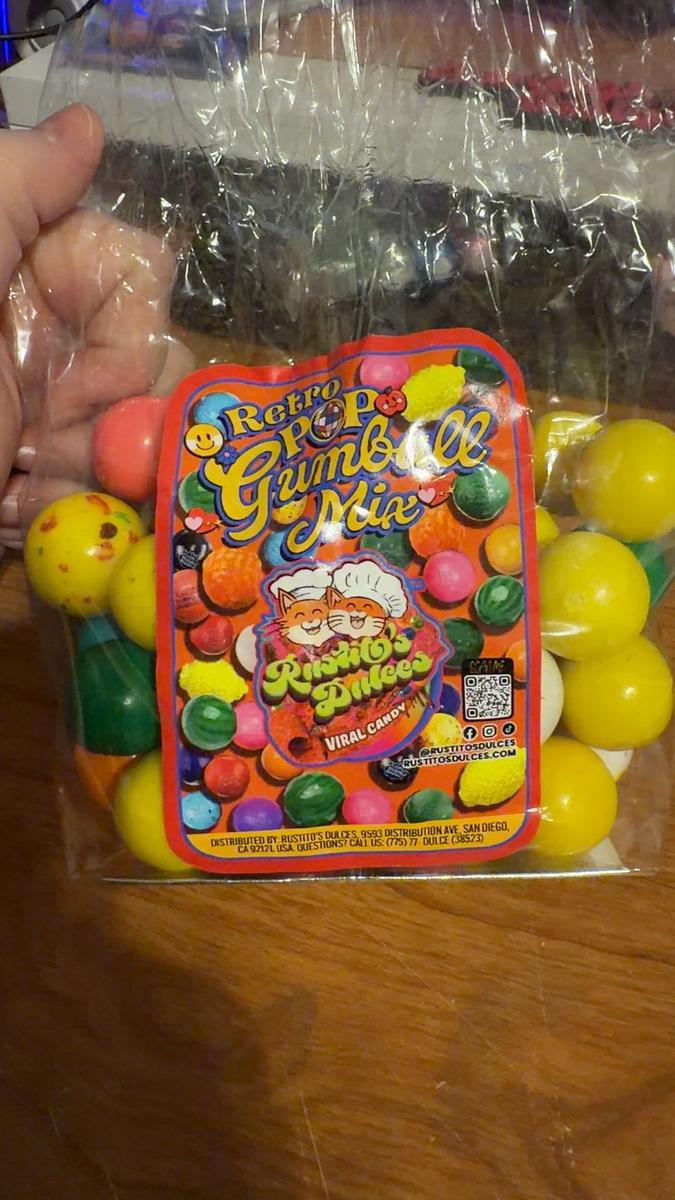 Retro
POP
Gumball
Mix
Rustito's
Dulces
VIRAL CANDY
SCAN ME
@RUSTITOSDULCES
RUSTITOSDULCES.COM
DISTRIBUTED BY: RUSTITO'S DULCES, 9593 DISTRIBUTION AVE, SAN DIEGO,
CA 92121, USA. QUESTIONS? CALL US: (775) 77- DULCE (38523)